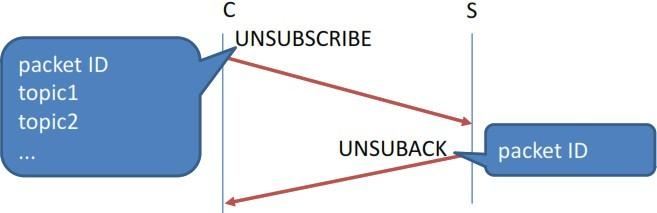 C
S
UNSUBSCRIBE
packet ID
topic1
topic2
...
UNSUBACK
packet ID